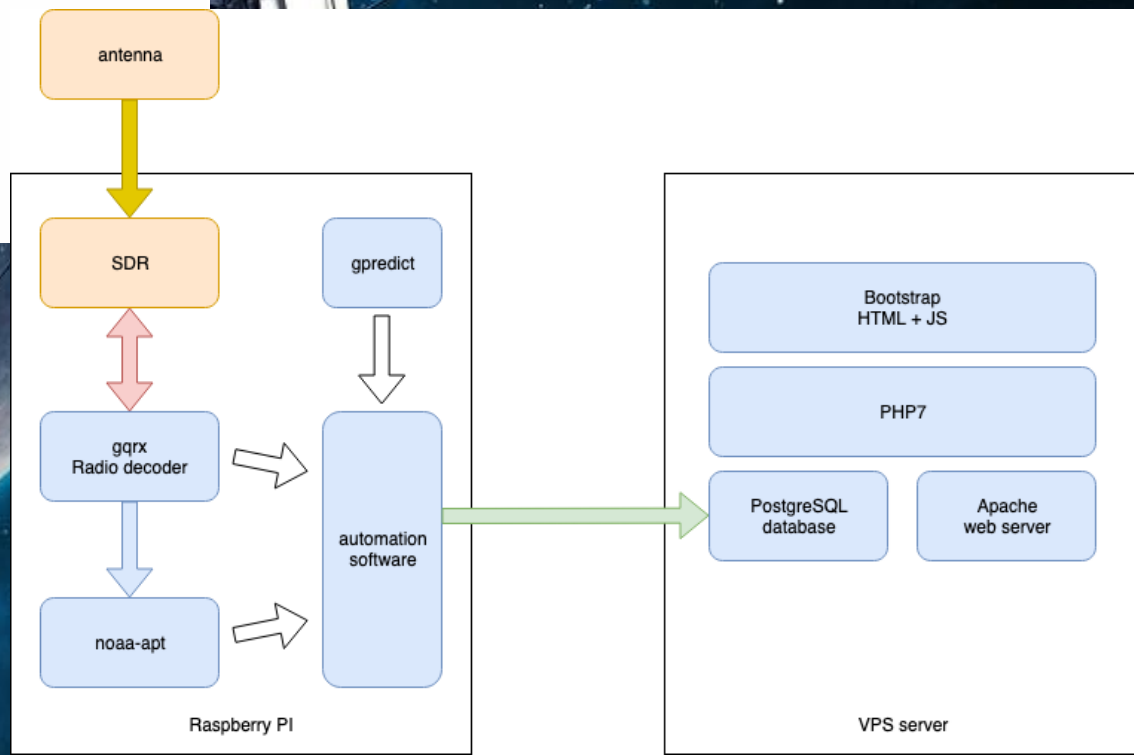 antenna
SDR
gpredict
gqrx
Radio decoder
automation
software
noaa-apt
Raspberry PI
Bootstrap
HTML + JS
PHP7
PostgreSQL
database
Apache
web server
VPS server